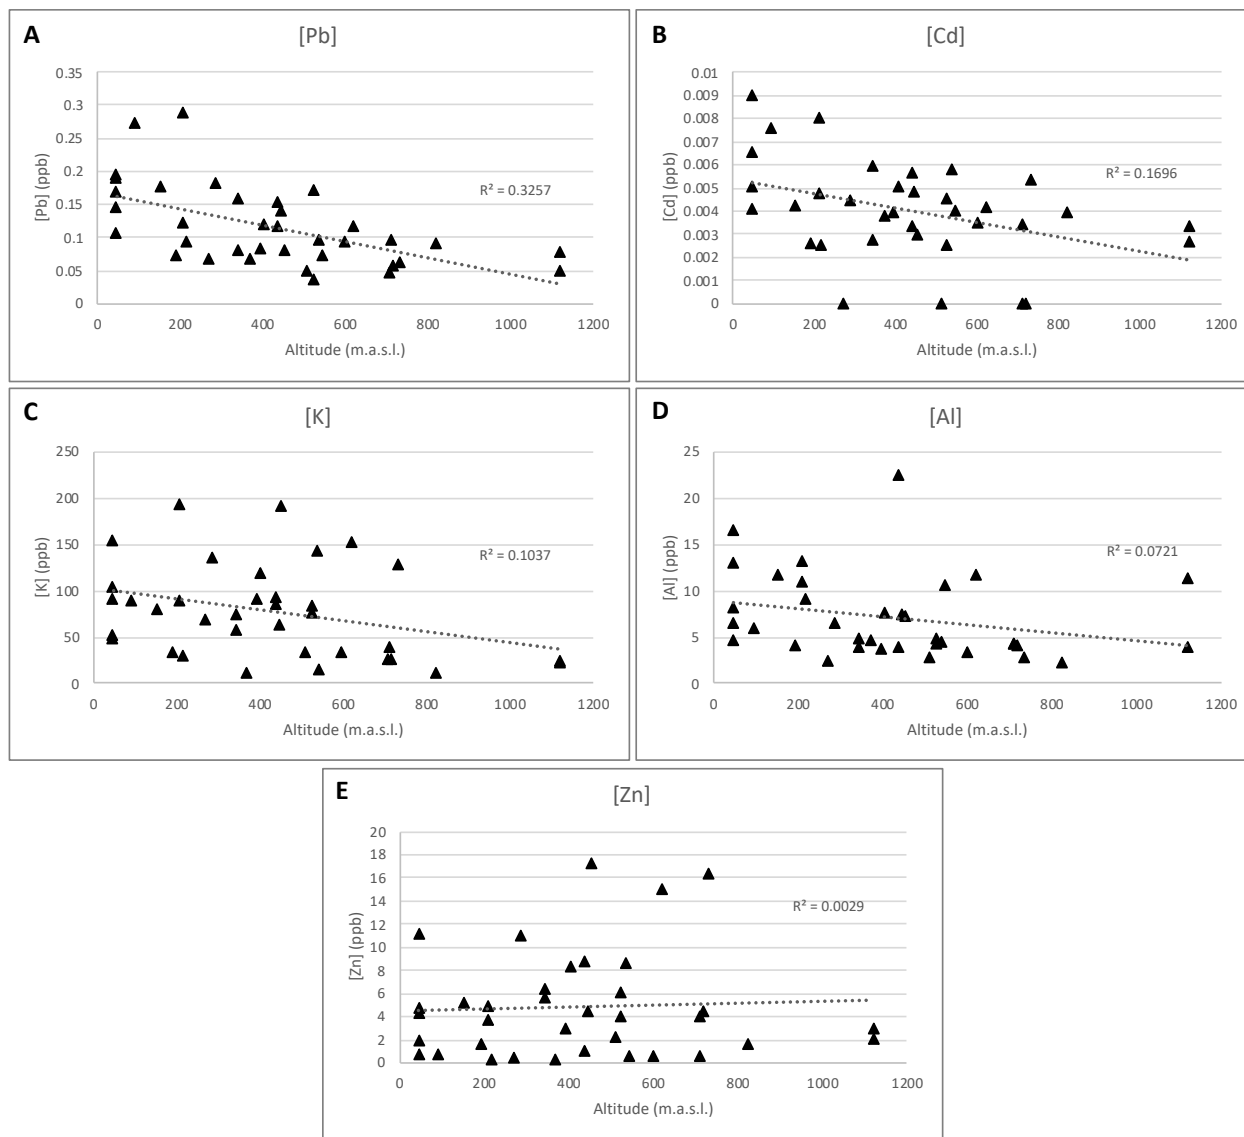 A
[Pb]
0.35
0.3
0.25
0.2
0.15
0.1
0.05
0
[Pb] (ppb)
R² = 0.3257
0 200 400 600 800 1000 1200
Altitude (m.a.s.l.)
B
[Cd]
0.01
0.009
0.008
0.007
0.006
0.005
0.004
0.003
0.002
0.001
0
[Cd] (ppb)
R² = 0.1696
0 200 400 600 800 1000 1200
Altitude (m.a.s.l.)
C
[K]
250
200
150
100
50
0
[K] (ppb)
R² = 0.1037
0 200 400 600 800 1000 1200
Altitude (m.a.s.l.)
D
[Al]
25
20
15
10
5
0
[Al] (ppb)
R² = 0.0721
0 200 400 600 800 1000 1200
Altitude (m.a.s.l.)
E
[Zn]
20
18
16
14
12
10
8
6
4
2
0
[Zn] (ppb)
R² = 0.0029
0 200 400 600 800 1000 1200
Altitude (m.a.s.l.)